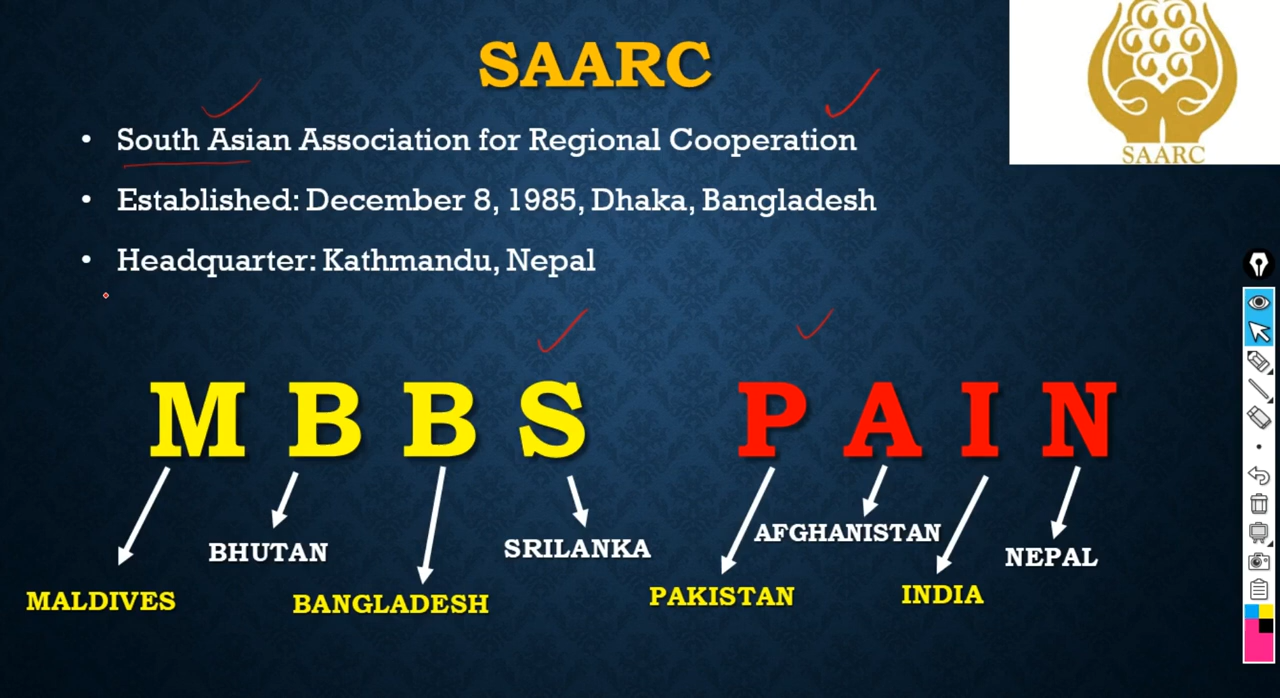 SAARC
• South Asian Association for Regional Cooperation
• Established: December 8, 1985, Dhaka, Bangladesh
• Headquarter: Kathmandu, Nepal
SAARC
M B B S P A I N
MALDIVES
BHUTAN
BANGLADESH
SRILANKA
PAKISTAN
AFGHANISTAN
INDIA
NEPAL